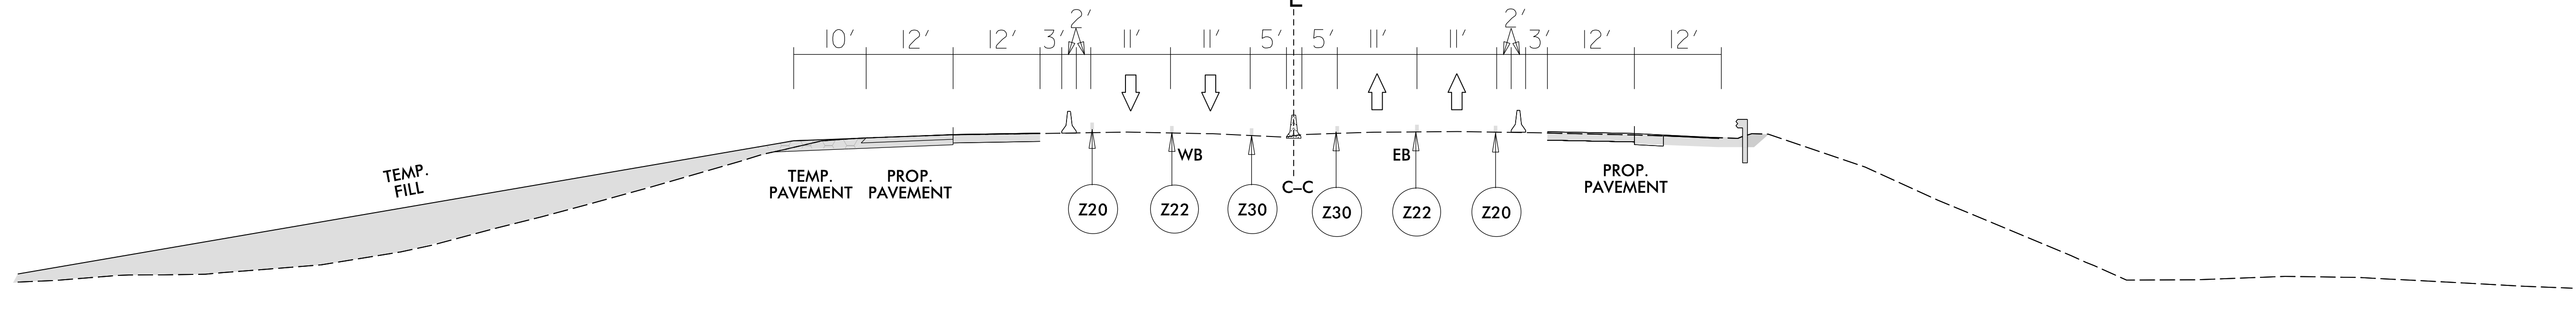 2' 2'
10' 12' 12' 3' 11' 11' 5' 5' 11' 11' 3' 12' 12'
WB EB
TEMP.
FILL
TEMP.
PAVEMENT
PROP.
PAVEMENT
C–C
PROP.
PAVEMENT
Z20 Z22 Z30 Z30 Z22 Z20